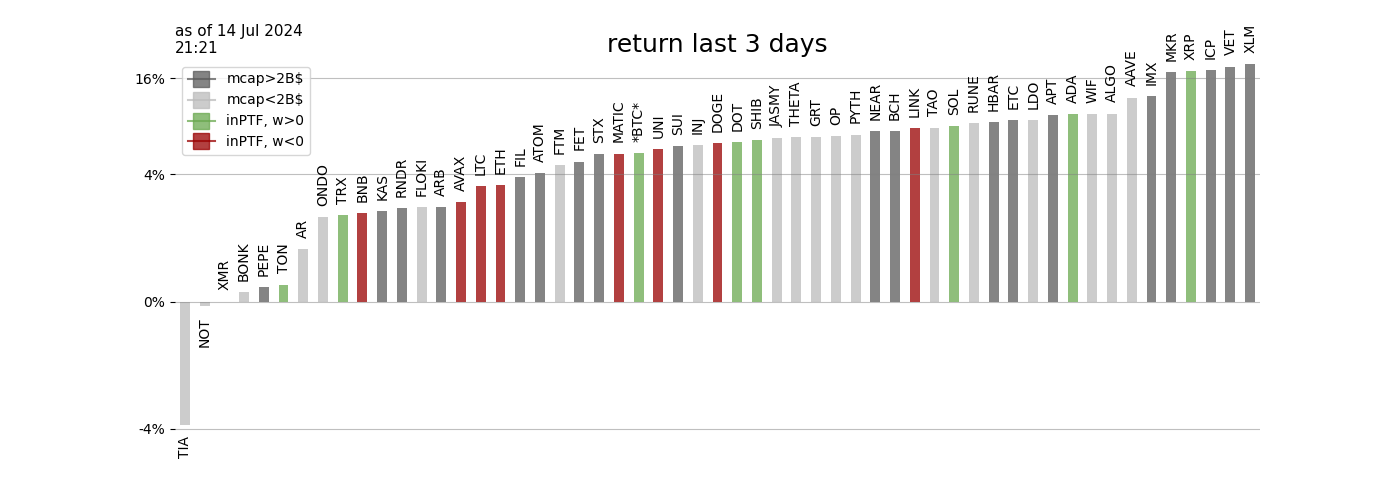 as of 14 Jul 2024
21:21
return last 3 days
mcap>2B$
mcap<2B$
inPTF, w>0
inPTF, w<0
16%
4%
0%
-4%
TIA
NOT
XMR
BONK
PEPE
TON
AR
ONDO
TRX
BNB
KAS
RNDR
FLOKI
ARB
AVAX
LTC
ETH
FIL
ATOM
FTM
FET
STX
MATIC
*BTC*
UNI
SUI
INJ
DOGE
DOT
SHIB
JASMY
THETA
GRT
OP
PYTH
NEAR
BCH
LINK
TAO
SOL
RUNE
HBAR
ETC
LDO
APT
ADA
WIF
ALGO
AAVE
IMX
MKR
XRP
ICP
VET
XLM